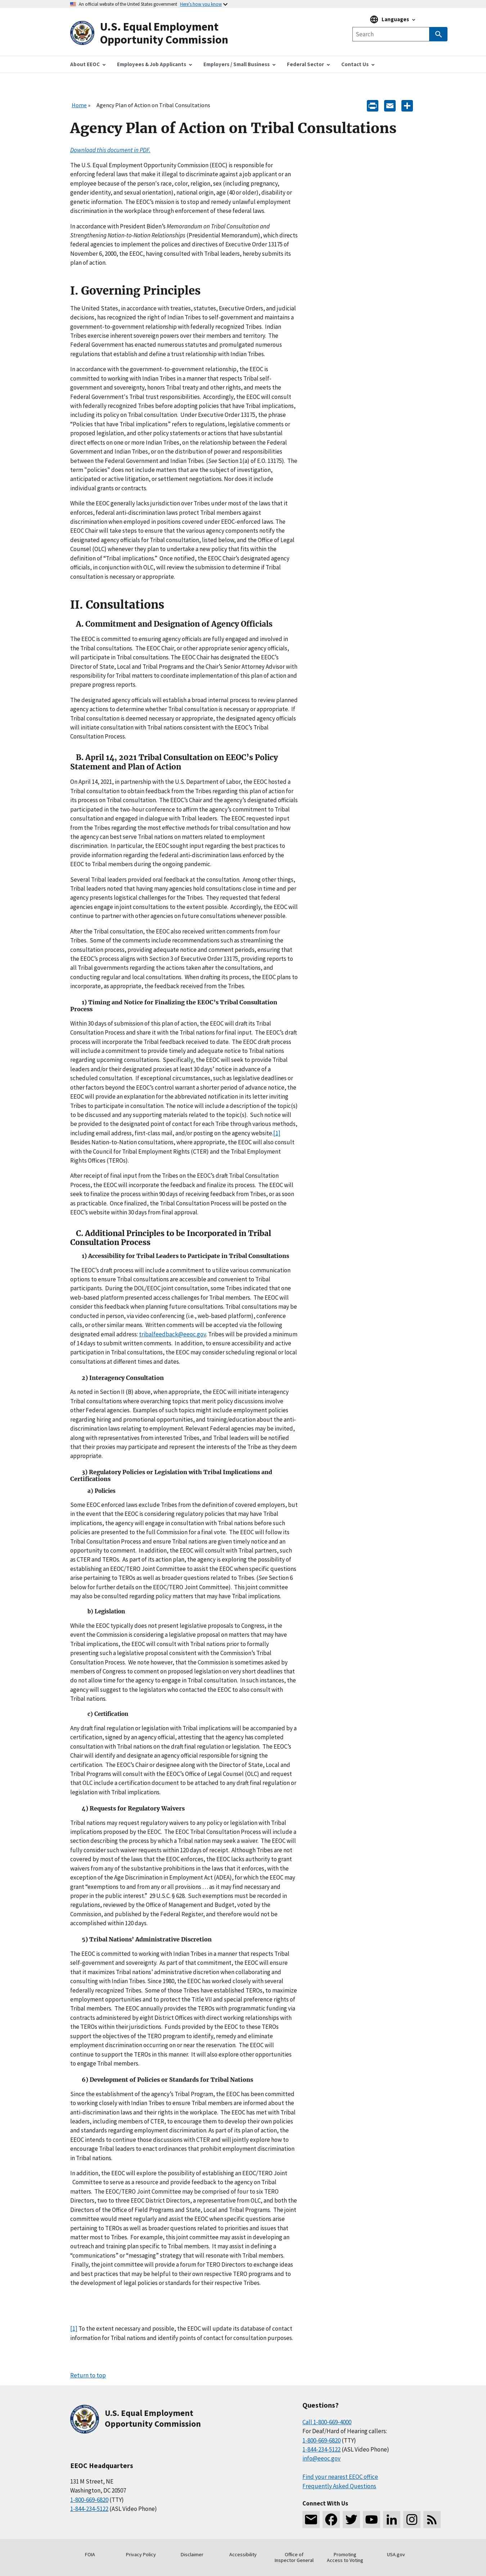 An official website of the United States government Here's how you know
U.S. Equal Employment
Opportunity Commission
Languages
Search
About EEOC
Employees & Job Applicants
Employers / Small Business
Federal Sector
Contact Us
Home » Agency Plan of Action on Tribal Consultations
Agency Plan of Action on Tribal Consultations
Download this document in PDF.
The U.S. Equal Employment Opportunity Commission (EEOC) is responsible for
enforcing federal laws that make it illegal to discriminate against a job applicant or an
employee because of the person's race, color, religion, sex (including pregnancy,
gender identity, and sexual orientation), national origin, age (40 or older), disability or
genetic information. The EEOC's mission is to stop and remedy unlawful employment
discrimination in the workplace through enforcement of these federal laws.
In accordance with President Biden's Memorandum on Tribal Consultation and
Strengthening Nation-to-Nation Relationships (Presidential Memorandum), which directs
federal agencies to implement the polices and directives of Executive Order 13175 of
November 6, 2000, the EEOC, having consulted with Tribal leaders, hereby submits its
plan of action.
I. Governing Principles
The United States, in accordance with treaties, statutes, Executive Orders, and judicial
decisions, has recognized the right of Indian Tribes to self-government and maintains a
government-to-government relationship with federally recognized Tribes. Indian
Tribes exercise inherent sovereign powers over their members and territory. The
Federal Government has enacted numerous statutes and promulgated numerous
regulations that establish and define a trust relationship with Indian Tribes.
In accordance with the government-to-government relationship, the EEOC is
committed to working with Indian Tribes in a manner that respects Tribal self-
government and sovereignty, honors Tribal treaty and other rights, and meets the
Federal Government's Tribal trust responsibilities. Accordingly, the EEOC will consult
with federally recognized Tribes before adopting policies that have Tribal implications,
including its policy on Tribal consultation. Under Executive Order 13175, the phrase
"Policies that have Tribal implications" refers to regulations, legislative comments or
proposed legislation, and other policy statements or actions that have substantial
direct effects on one or more Indian Tribes, on the relationship between the Federal
Government and Indian Tribes, or on the distribution of power and responsibilities
between the Federal Government and Indian Tribes. (See Section 1(a) of E.O. 13175). The
term "policies" does not include matters that are the subject of investigation,
anticipated or active litigation, or settlement negotiations. Nor does it include
individual grants or contracts.
While the EEOC generally lacks jurisdiction over Tribes under most of the laws that it
enforces, federal anti-discrimination laws protect Tribal members against
discrimination when employed in positions covered under EEOC-enforced laws. The
EEOC Chair will take steps to ensure that the various agency components submit
documentation to the designated agency officials for Tribal consultation, listed below, and the Office of Legal
Counsel (OLC) whenever they plan to undertake a new policy that fits within the
definition of "Tribal implications." Once notified, the EEOC Chair's designated agency
officials, in conjunction with OLC, will review the submission to determine if Tribal
consultation is necessary or appropriate.
II. Consultations
A. Commitment and Designation of Agency Officials
The EEOC is committed to ensuring agency officials are fully engaged and involved in
the Tribal consultations. The EEOC Chair, or other appropriate senior agency officials,
will participate in Tribal consultations. The EEOC Chair has designated the EEOC's
Director of State, Local and Tribal Programs and the Chair's Senior Attorney Advisor with
responsibility for Tribal matters to coordinate implementation of the plan of action and
prepare progress reports.
The designated agency officials will establish a broad internal process to review planned
agency actions to determine whether Tribal consultation is necessary or appropriate. If
Tribal consultation is deemed necessary or appropriate, the designated agency officials
will initiate consultation with Tribal nations consistent with the EEOC's Tribal
Consultation Process.
B. April 14, 2021 Tribal Consultation on EEOC's Policy
Statement and Plan of Action
On April 14, 2021, in partnership with the U.S. Department of Labor, the EEOC hosted a
Tribal consultation to obtain feedback from the Tribes regarding this plan of action and
its process on Tribal consultation. The EEOC's Chair and the agency's designated officials
participated in the two-hour conference to affirm the agency's commitment to Tribal
consultation and engaged in dialogue with Tribal leaders. The EEOC requested input
from the Tribes regarding the most effective methods for Tribal consultation and how
the agency can best serve Tribal nations on matters related to employment
discrimination. In particular, the EEOC sought input regarding the best practices to
provide information regarding the federal anti-discrimination laws enforced by the
EEOC to Tribal members during the ongoing pandemic.
Several Tribal leaders provided oral feedback at the consultation. Among other things,
Tribal leaders noted that having many agencies hold consultations close in time and per
agency presents logistical challenges for the Tribes. They requested that federal
agencies conduct joint consultations to the extent possible. Accordingly, the EEOC will
continue to partner with other agencies on future consultations whenever possible.
After the Tribal consultation, the EEOC also received written comments from four
Tribes. Some of the comments include recommendations on streamlining the
consultation process, providing adequate notice and comment periods, ensuring that
the process complies with Section 3 of Executive Order 13175, providing reports to all
Tribal nations regarding the actions taken after the consultations, and
conducting regular and local consultations. When drafting its process, the EEOC plans to
incorporate, as appropriate, the feedback received from the Tribes.
1) Timing and Notice for Finalizing the EEOC's Tribal Consultation
Process
Within 30 days of submission of this plan of action, the EEOC will draft its Tribal
Consultation Process and share it with the Tribal nations for final input. The EEOC's draft
process will incorporate the Tribal feedback received to date. The EEOC draft process
will include a commitment to provide timely and adequate notice to Tribal nations
regarding upcoming consultations. Specifically, the EEOC will seek to provide Tribal
leaders and/or their designated proxies at least 30 days' notice in advance of a
scheduled consultation. If exceptional circumstances, such as legislative deadlines or
other factors beyond the EEOC's control warrant a shorter period of advance notice, the
EEOC will provide an explanation for the abbreviated notification in its letter inviting
Tribes to participate in consultation. The notice will include a description of the topic(s)
to be discussed and any supporting materials related to the topic(s). Such notice will
be provided to the designated point of contact for each Tribe through various methods,
including email address, first-class mail, and/or posting on the agency website.[1]
Besides Nation-to-Nation consultations, where appropriate, the EEOC will also consult
with the Council for Tribal Employment Rights (CTER) and the Tribal Employment
Rights Offices (TEROs).
After receipt of final input from the Tribes on the EEOC's draft Tribal Consultation
Process, the EEOC will incorporate the feedback and finalize its process. The EEOC will
seek to finalize the process within 90 days of receiving feedback from Tribes, or as soon
as practicable. Once finalized, the Tribal Consultation Process will be posted on the
EEOC's website within 30 days from final approval.
C. Additional Principles to be Incorporated in Tribal
Consultation Process
1) Accessibility for Tribal Leaders to Participate in Tribal Consultations
The EEOC's draft process will include a commitment to utilize various communication
options to ensure Tribal consultations are accessible and convenient to Tribal
participants. During the DOL/EEOC joint consultation, some Tribes indicated that one
web-based platform presented access challenges for Tribal members. The EEOC will
consider this feedback when planning future consultations. Tribal consultations may be
conducted in person, via video conferencing (i.e., web-based platform), conference
calls, or other similar means. Written comments will be accepted via the following
designated email address: tribalfeedback@eeoc.gov. Tribes will be provided a minimum
of 14 days to submit written comments. In addition, to ensure accessibility and active
participation in Tribal consultations, the EEOC may consider scheduling regional or local
consultations at different times and dates.
2) Interagency Consultation
As noted in Section II (B) above, when appropriate, the EEOC will initiate interagency
Tribal consultations where overarching topics may have common elements involving
other Federal agencies. Examples of such topics might include employment policies
regarding hiring and promotion opportunities, and training/education about the anti-
discrimination laws relating to employment. Relevant Federal agencies may be invited,
along with representatives of interested Tribes, and Tribal leaders will be notified
that these topics may be of interest to the Tribe as they deem
appropriate.
3) Regulatory Policies or Legislation with Tribal Implications and
Certifications
a) Policies
Some EEOC enforced laws exclude Tribes from the definition of covered employers, but
in the event that the EEOC is considering regulatory policies that may have Tribal
implications, the agency will engage in consultation with Tribal nations before such
policies are presented to the full Commission for a vote. The EEOC will follow its Tribal
Consultation Process and ensure Tribal nations are given an adequate period of time to
provide comment. In addition, the EEOC will consult with Tribal partners, such
as CTER and TEROs. As part of its action plan, the agency is exploring the possibility of
establishing an EEOC/TERO Joint Committee to assist the EEOC when specific questions
arise pertaining to TEROs as well as broader questions related to Tribes. (See Section 6
below for further details on the EEOC/TERO Joint Committee). This joint committee may
also be consulted regarding policy matters that may have Tribal implications.
b) Legislation
While the EEOC typically does not present legislative proposals to Congress, in the
event the Commission is considering a legislative proposal on matters that may have
Tribal implications, the EEOC will consult with Tribal nations prior to formally
presenting such a legislative proposal consistent with the Commission's Tribal
Consultation Process. We note however, that the Commission is sometimes asked by
members of Congress to comment on proposed legislation on very short deadlines that
do not allow time for the agency to engage in Tribal consultation. In such instances, the
agency will suggest to the legislators who contacted the EEOC to also consult with
Tribal nations.
c) Certification
Any draft final regulation or legislation with Tribal implications will be accompanied by
a certification, when appropriate, attesting that the Commission has completed
consultation with Tribal nations on the draft final regulation or legislation. The EEOC's
Chair will identify and designate an agency official responsible for signing the
certification. The EEOC's Chair or designee along with the Director of State, Local and
Tribal Programs will consult with the EEOC's Office of Legal Counsel (OLC) and request
that OLC include a certification document to be attached to any draft final regulation or
legislation with Tribal implications.
4) Requests for Regulatory Waivers
Tribal nations may request regulatory waivers to any policy or legislation with Tribal
implications proposed by the EEOC. The EEOC Tribal Consultation Process will include a
section describing the process by which a Tribal nation may seek a waiver. The EEOC
will fully consider waiver requests within 120 days of receipt. Although Tribes are not
covered by most of the laws that the EEOC enforces, the EEOC lacks authority to grant
any waivers from the substantive prohibitions in the laws that it enforces, with the
exception of the Age Discrimination in Employment Act (ADEA), for which the EEOC may
grant "exemptions to and from any or all provisions . . . as it may find necessary or
proper in the public interest." 29 U.S.C. § 628. Such exemptions must be recorded in
regulations, reviewed by the Office of Management and Budget, voted by the
Commission, and published by the Federal Register, and therefore would not be
accomplished within 120 days.
5) Tribal Nations' Administrative Discretion
The EEOC is committed to working with Indian Tribes in a manner that respects Tribal
self-government and sovereignty. As part of that commitment, the EEOC will ensure
that it maximizes Tribal nations' administrative discretion when collaborating with
Tribal nations. Since 1980, the EEOC has worked closely with several federally
recognized Tribes. Some of those Tribes have established TEROs, to maximize
employment opportunities and to protect the Title VII and special preference rights of
their members. The EEOC annually provides the TEROs with programmatic funding via
contracts administered by eight District Offices with direct working relationships with
the Tribal nations. Funds provided by the EEOC to these TEROs
support the objectives of the TERO program to identify, remedy and eliminate
employment discrimination occurring on or near the reservation. The EEOC will
continue to support the TEROs in this manner. It will also explore other opportunities
to engage Tribal members.
6) Development of Policies or Standards for Tribal Nations
Since the establishment of the agency's Tribal Program, the EEOC has been committed
to empowering Tribal nations to establish standards where appropriate under the anti-
discrimination laws relating to employment. Over the years, the EEOC and Tribal
leaders, including members of CTER, have worked to encourage the development and
enhancement of the agency's programs on employment discrimination. As part of its plan of action, the
EEOC intends to continue those discussions with CTER and will jointly explore how to
encourage Tribal leaders to enact ordinances that prohibit employment discrimination
in Tribal nations.
In addition, the EEOC will explore the possibility of establishing an EEOC/TERO Joint
Committee to serve as a resource and provide feedback to the agency on Tribal
matters. The EEOC/TERO Joint Committee may be comprised of four to six TERO
Directors, two to three EEOC District Directors, a representative from OLC, and both the
Directors of the Office of Field Programs and State, Local and Tribal Programs. This joint
committee would meet regularly and assist the EEOC when specific questions arise
pertaining to TEROs as well as broader questions related to priorities and issues that
matter to Tribes. For example, this joint committee may assist in developing an
outreach and training plan specific to Tribal members. It may also assist in defining a
"communications" or "messaging" strategy that will resonate with Tribal members.
Finally, the joint committee will provide a forum for TERO Directors to exchange ideas
and best practices that may be helpful to their own respective TERO programs and to
the development of legal policies or standards for their respective Tribes.
[1] To the extent necessary and possible, the EEOC will update its database of contact
information for Tribal nations and identify points of contact for consultation purposes.
Return to top
U.S. Equal Employment
Opportunity Commission
EEOC Headquarters
131 M Street, NE
Washington, DC 20507
1-800-669-6820 (TTY)
1-844-234-5122 (ASL Video Phone)
Questions?
Call 1-800-669-4000
For Deaf/Hard of Hearing callers:
1-800-669-6820 (TTY)
1-844-234-5122 (ASL Video Phone)
info@eeoc.gov
Find your nearest EEOC office
Frequently Asked Questions
Connect With Us
FOIA
Privacy Policy
Disclaimer
Accessibility
Office of
Inspector General
Promoting
Access to Voting
USA.gov